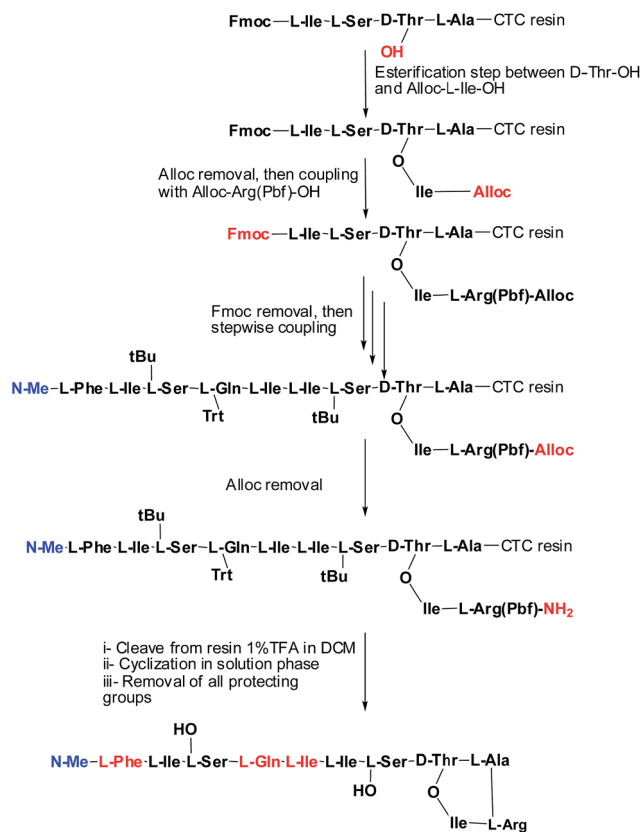 Fmoc—L-Ile-L-Ser-D-Thr-L-Ala—CTC resin
OH
Esterification step between D-Thr-OH
and Alloc-L-Ile-OH
Fmoc—L-Ile-L-Ser-D-Thr-L-Ala—CTC resin
O
Ile—Alloc
Alloc removal, then coupling
with Alloc-Arg(Pbf)-OH
Fmoc—L-Ile-L-Ser-D-Thr-L-Ala—CTC resin
O
Ile—L-Arg(Pbf)-Alloc
Fmoc removal, then
stepwise coupling
tBu
N-Me-L-Phe-L-Ile-L-Ser-L-Gln-L-Ile-L-Ile-L-Ser-D-Thr-L-Ala—CTC resin
Trt
tBu
O
Ile—L-Arg(Pbf)-Alloc
Alloc removal
tBu
N-Me-L-Phe-L-Ile-L-Ser-L-Gln-L-Ile-L-Ile-L-Ser-D-Thr-L-Ala—CTC resin
Trt
tBu
O
Ile—L-Arg(Pbf)-NH2
i- Cleave from resin 1%TFA in DCM
ii- Cyclization in solution phase
iii- Removal of all protecting
groups
HO
N-Me-L-Phe-L-Ile-L-Ser-L-Gln-L-Ile-L-Ile-L-Ser-D-Thr-L-Ala
HO
O
Ile
L-Arg